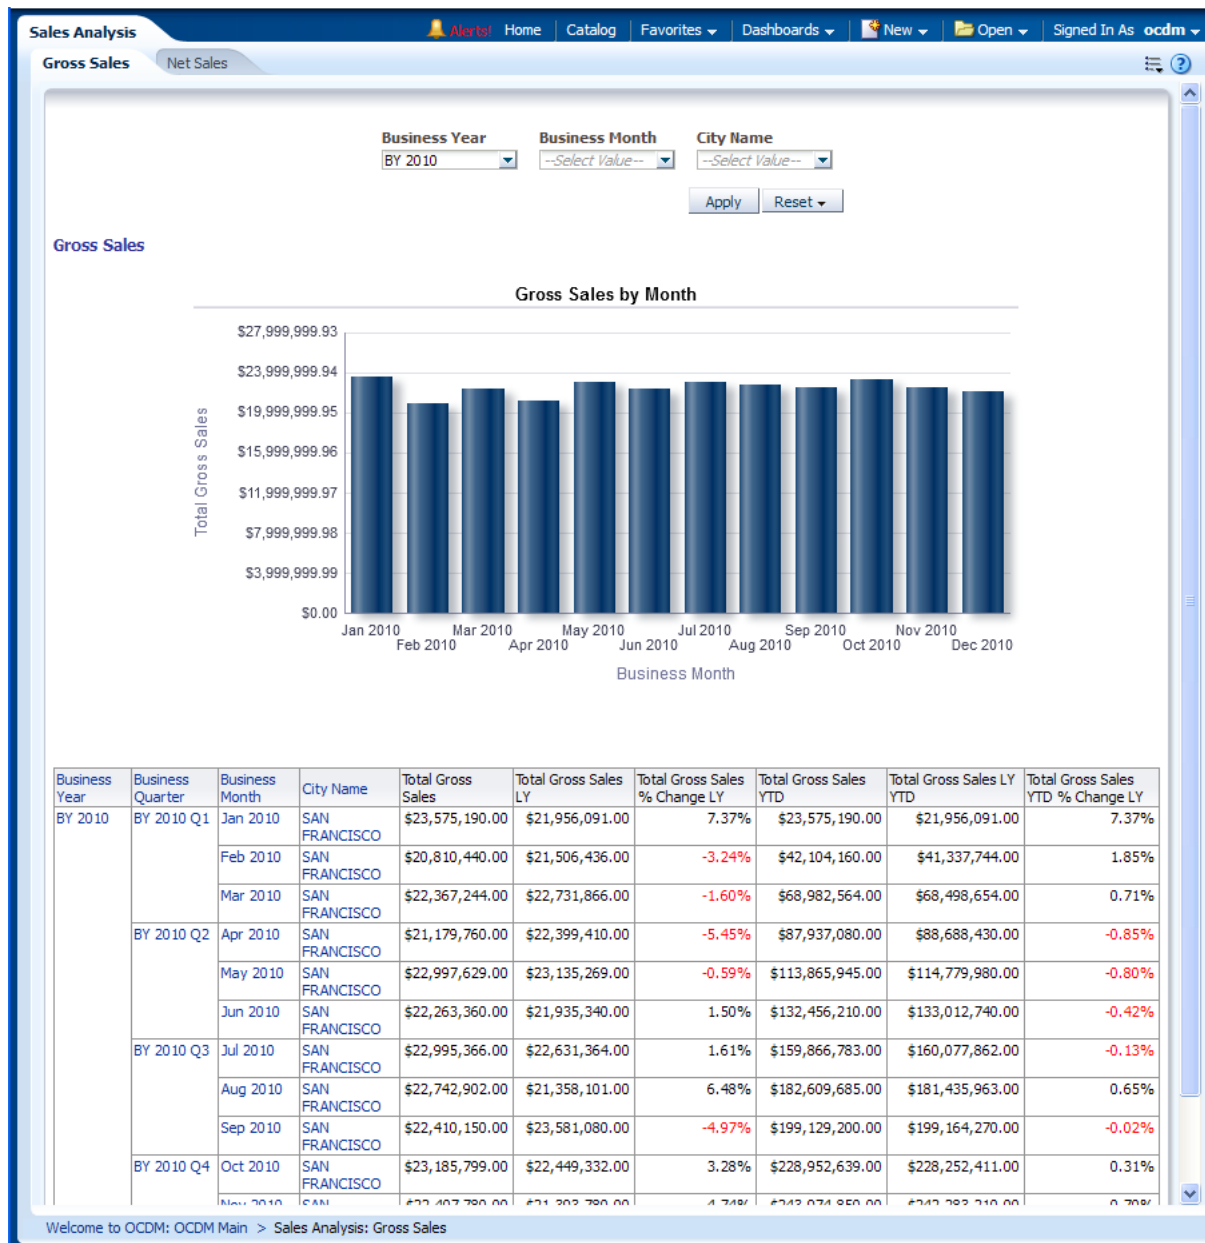 Sales Analysis
Alerts! Home Catalog Favorites Dashboards New Open Signed In As ocdm
Gross Sales Net Sales
Business Year Business Month City Name
BY 2010 --Select Value-- --Select Value--
Apply Reset
Gross Sales
Gross Sales by Month
$27,999,999.93
$23,999,999.94
$19,999,999.95
$15,999,999.96
$11,999,999.97
$7,999,999.98
$3,999,999.99
$0.00
Total Gross Sales
Jan 2010 Mar 2010 May 2010 Jul 2010 Sep 2010 Nov 2010
Feb 2010 Apr 2010 Jun 2010 Aug 2010 Oct 2010 Dec 2010
Business Month
Business Business Business City Name Total Gross Total Gross Sales Total Gross Sales Total Gross Sales Total Gross Sales LY Total Gross Sales
Year Quarter Month Sales LY % Change LY YTD YTD YTD % Change LY
BY 2010 BY 2010 Q1 Jan 2010 SAN $23,575,190.00 $21,956,091.00 7.37% $23,575,190.00 $21,956,091.00 7.37%
FRANCISCO
Feb 2010 SAN $20,810,440.00 $21,506,436.00 -3.24% $42,104,160.00 $41,337,744.00 1.85%
FRANCISCO
Mar 2010 SAN $22,367,244.00 $22,731,866.00 -1.60% $68,982,564.00 $68,498,654.00 0.71%
FRANCISCO
BY 2010 Q2 Apr 2010 SAN $21,179,760.00 $22,399,410.00 -5.45% $87,937,080.00 $88,688,430.00 -0.85%
FRANCISCO
May 2010 SAN $22,997,629.00 $23,135,269.00 -0.59% $113,865,945.00 $114,779,980.00 -0.80%
FRANCISCO
Jun 2010 SAN $22,263,360.00 $21,935,340.00 1.50% $132,456,210.00 $133,012,740.00 -0.42%
FRANCISCO
BY 2010 Q3 Jul 2010 SAN $22,995,366.00 $22,631,364.00 1.61% $159,866,783.00 $160,077,862.00 -0.13%
FRANCISCO
Aug 2010 SAN $22,742,902.00 $21,358,101.00 6.48% $182,609,685.00 $181,435,963.00 0.65%
FRANCISCO
Sep 2010 SAN $22,410,150.00 $23,581,080.00 -4.97% $199,129,200.00 $199,164,270.00 -0.02%
FRANCISCO
BY 2010 Q4 Oct 2010 SAN $23,185,799.00 $22,449,332.00 3.28% $228,952,639.00 $228,252,411.00 0.31%
FRANCISCO
Nov 2010 SAN
Welcome to OCDM: OCDM Main > Sales Analysis: Gross Sales